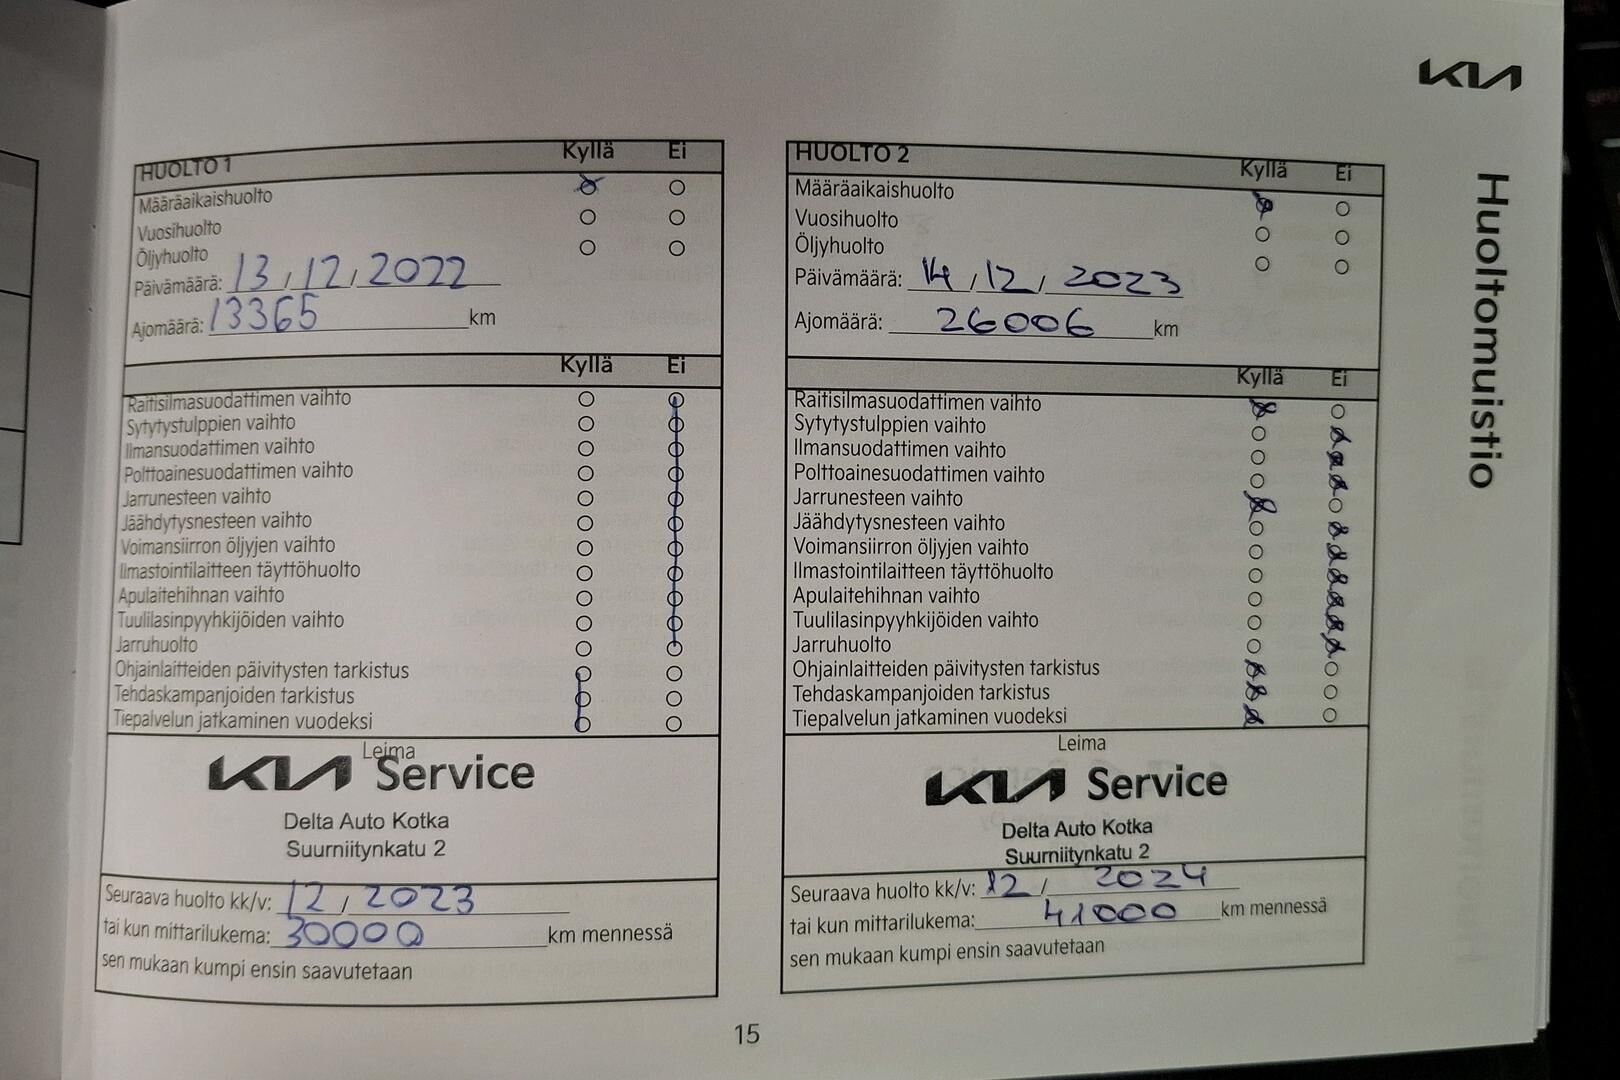 KIA
Huoltomuistio
HUOLTO 1 Kyllä Ei
Määräaikaishuolto
Vuosihuolto
Öljyhuolto
Päivämäärä: 13 / 12 / 2022
Ajomäärä: 13365 km
Kyllä Ei
Raitisilmasuodattimen vaihto
Sytytystulppien vaihto
Ilmansuodattimen vaihto
Polttoainesuodattimen vaihto
Jarrunesteen vaihto
Jäähdytysnesteen vaihto
Voimansiirron öljyjen vaihto
Ilmastointilaitteen täyttöhuolto
Apulaitehihnan vaihto
Tuulilasinpyyhkijöiden vaihto
Jarruhuolto
Ohjainlaitteiden päivitysten tarkistus
Tehdaskampanjoiden tarkistus
Tiepalvelun jatkaminen vuodeksi
Leima
KIA Service
Delta Auto Kotka
Suurniitynkatu 2
Seuraava huolto kk/v: 12 / 2023
tai kun mittarilukema: 30000 km mennessä
sen mukaan kumpi ensin saavutetaan
HUOLTO 2 Kyllä Ei
Määräaikaishuolto
Vuosihuolto
Öljyhuolto
Päivämäärä: 14 / 12 / 2023
Ajomäärä: 26006 km
Kyllä Ei
Raitisilmasuodattimen vaihto
Sytytystulppien vaihto
Ilmansuodattimen vaihto
Polttoainesuodattimen vaihto
Jarrunesteen vaihto
Jäähdytysnesteen vaihto
Voimansiirron öljyjen vaihto
Ilmastointilaitteen täyttöhuolto
Apulaitehihnan vaihto
Tuulilasinpyyhkijöiden vaihto
Jarruhuolto
Ohjainlaitteiden päivitysten tarkistus
Tehdaskampanjoiden tarkistus
Tiepalvelun jatkaminen vuodeksi
Leima
KIA Service
Delta Auto Kotka
Suurniitynkatu 2
Seuraava huolto kk/v: 12 / 2024
tai kun mittarilukema: 41000 km mennessä
sen mukaan kumpi ensin saavutetaan
15